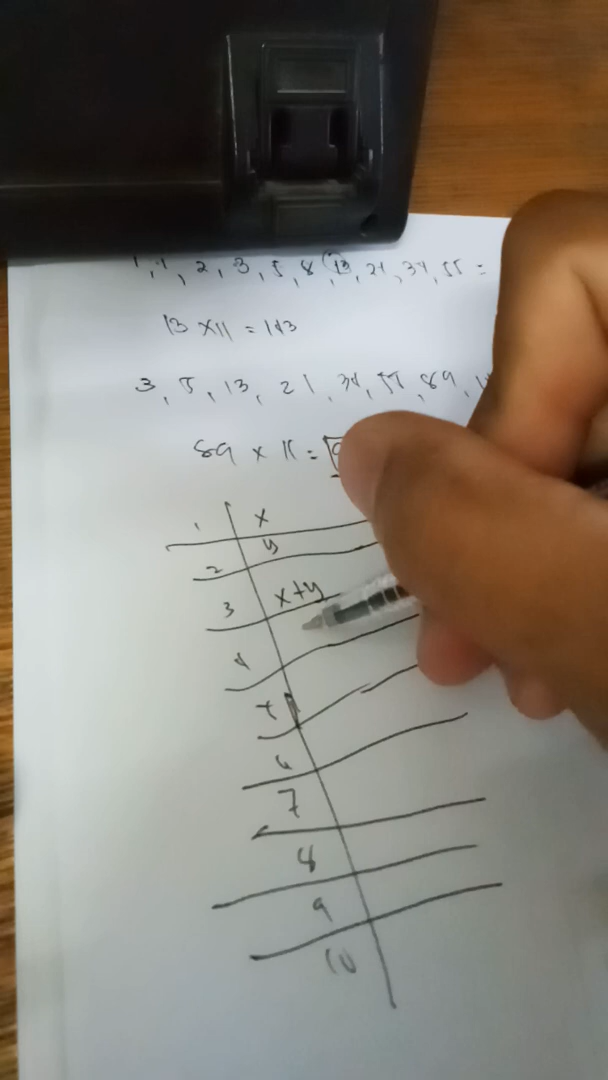 1, 1, 2, 3, 5, 8, 13, 21, 34, 55 =
13 x 11 = 143
3, 5, 13, 21, 34, 55, 89, 1
89 x 11 =
1 x
2 y
3 x+y
4
5
6
7
8
9
10